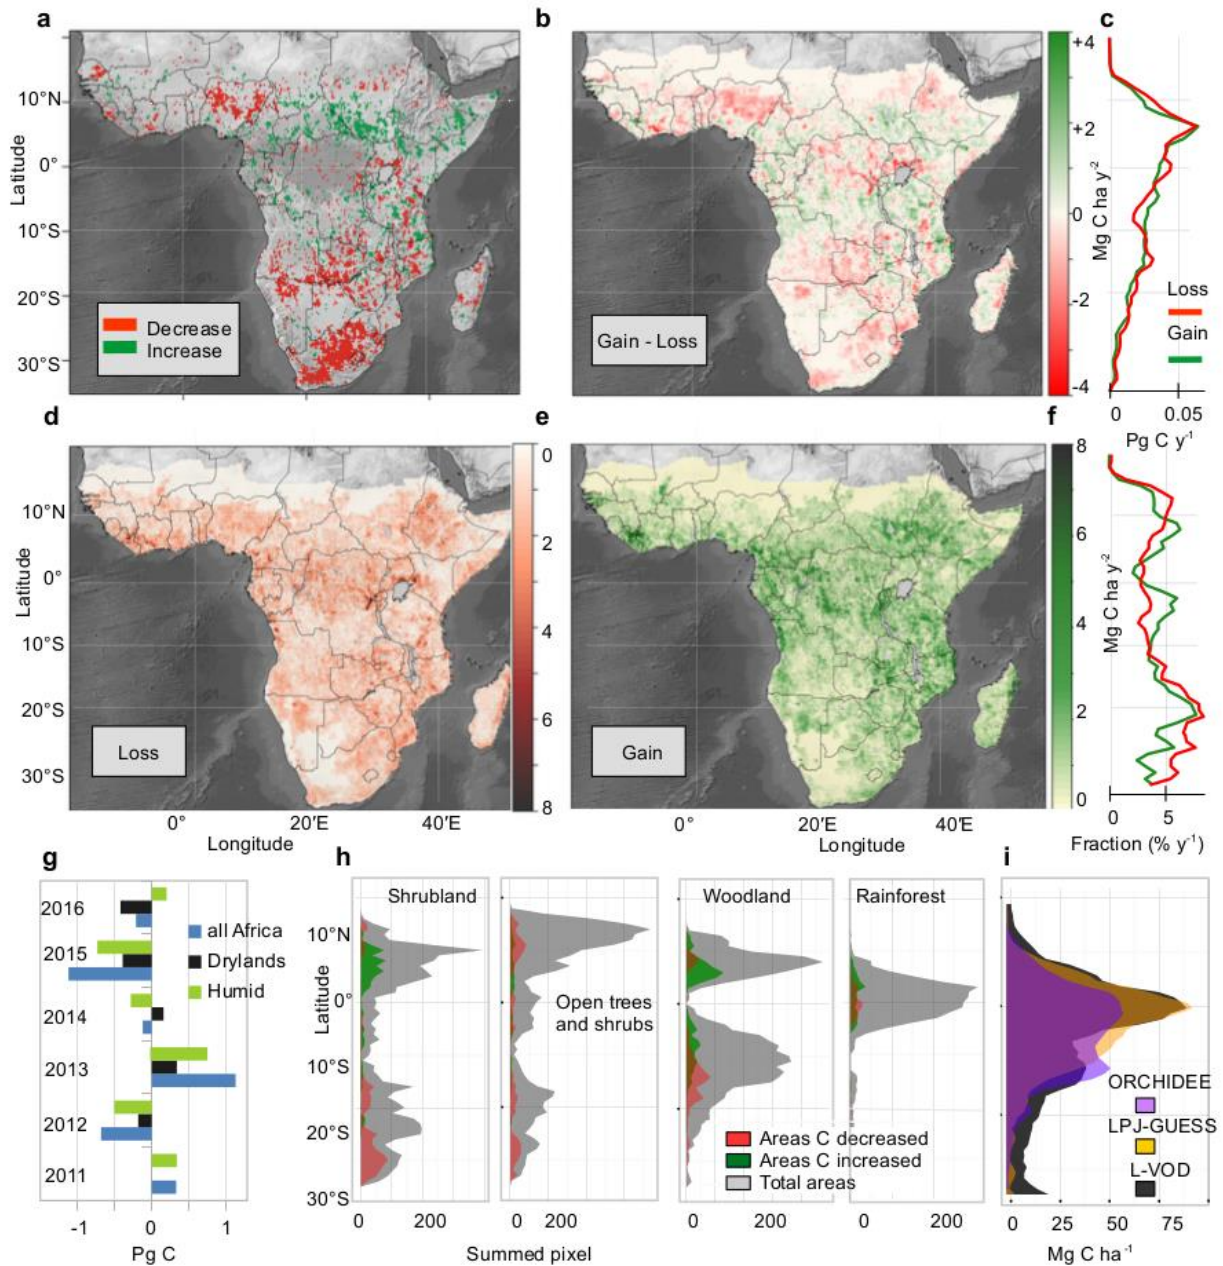 a
b
c
10°N
0°
10°S
20°S
30°S
Latitude
Decrease
Increase
Gain - Loss
+4
+2
0
-2
-4
Mg C ha y⁻²
Loss
Gain
0 0.05
Pg C y⁻¹
d
e
f
10°N
0°
10°S
20°S
30°S
Latitude
Loss
0
2
4
6
8
Gain
8
6
4
2
0
Mg C ha y⁻²
0° 20°E 40°E
Longitude
0° 20°E 40°E
Longitude
0 5
Fraction (% y⁻¹)
g
h
i
2016
2015
2014
2013
2012
2011
all Africa
Drylands
Humid
-1 0 1
Pg C
Latitude
10°N
0°
10°S
20°S
30°S
Shrubland
Open trees
and shrubs
Woodland
Rainforest
Areas C decreased
Areas C increased
Total areas
0 200 0 200 0 200 0 200
Summed pixel
ORCHIDEE
LPJ-GUESS
L-VOD
0 25 50 75
Mg C ha⁻¹